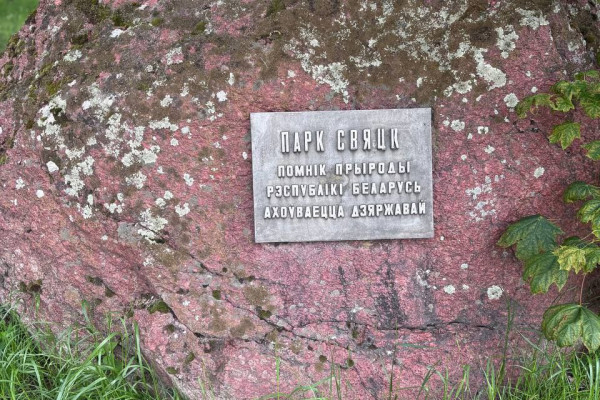 ПАРК СВЯЦК
ПОМНІК ПРЫРОДЫ
РЭСПУБЛІКІ БЕЛАРУСЬ
АХОЎВАЕЦЦА ДЗЯРЖАВАЙ